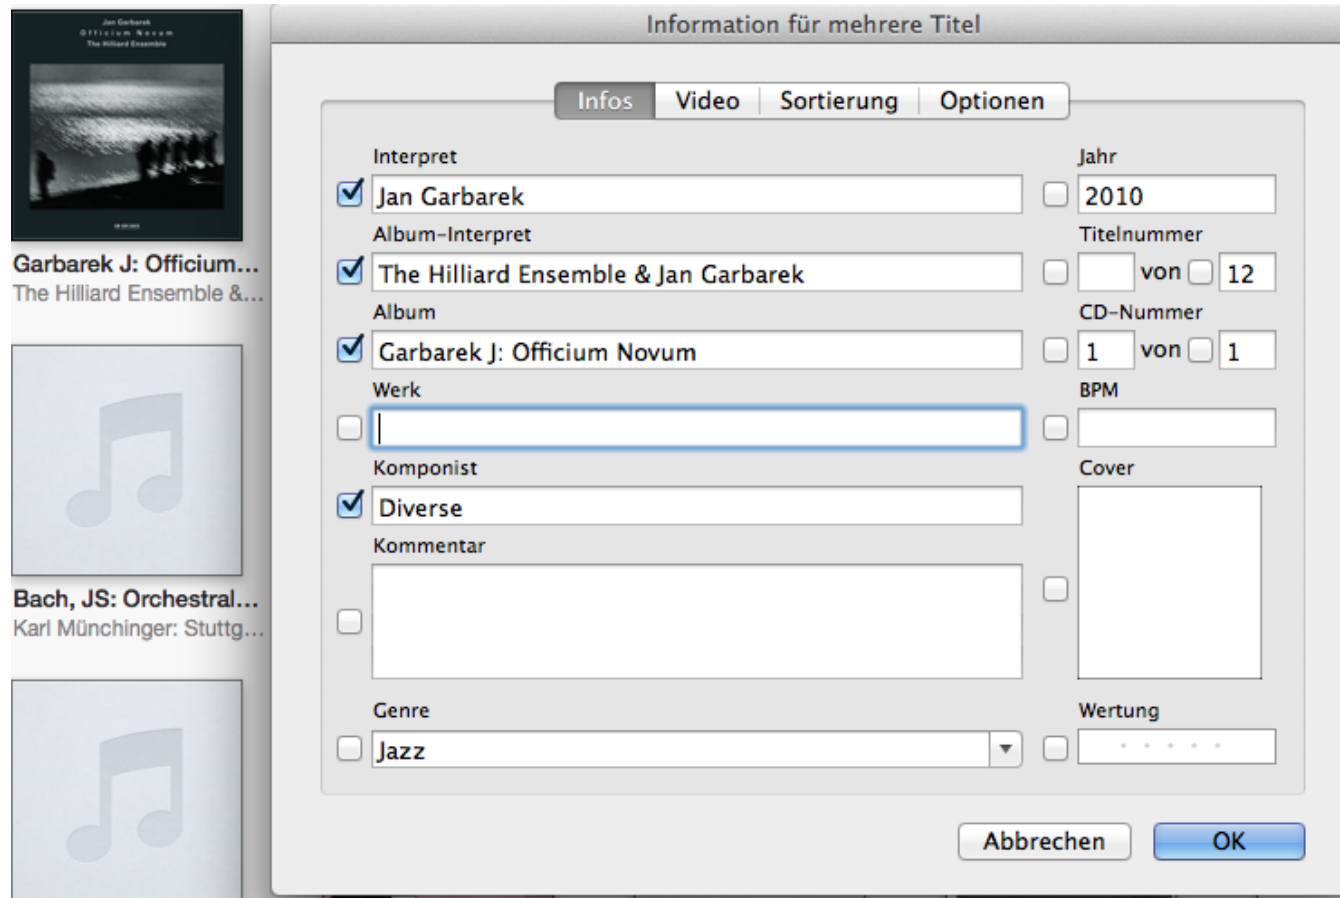 Jan Garbarek
Officium Novum
The Hilliard Ensemble
Garbarek J: Officium...
The Hilliard Ensemble &...
Bach, JS: Orchestral...
Karl Münchinger: Stuttg...
Information für mehrere Titel
Infos Video Sortierung Optionen
Interpret Jahr
Jan Garbarek 2010
Album-Interpret Titelnummer
The Hilliard Ensemble & Jan Garbarek von 12
Album CD-Nummer
Garbarek J: Officium Novum 1 von 1
Werk BPM
Komponist Cover
Diverse
Kommentar
Genre Wertung
Jazz
Abbrechen OK